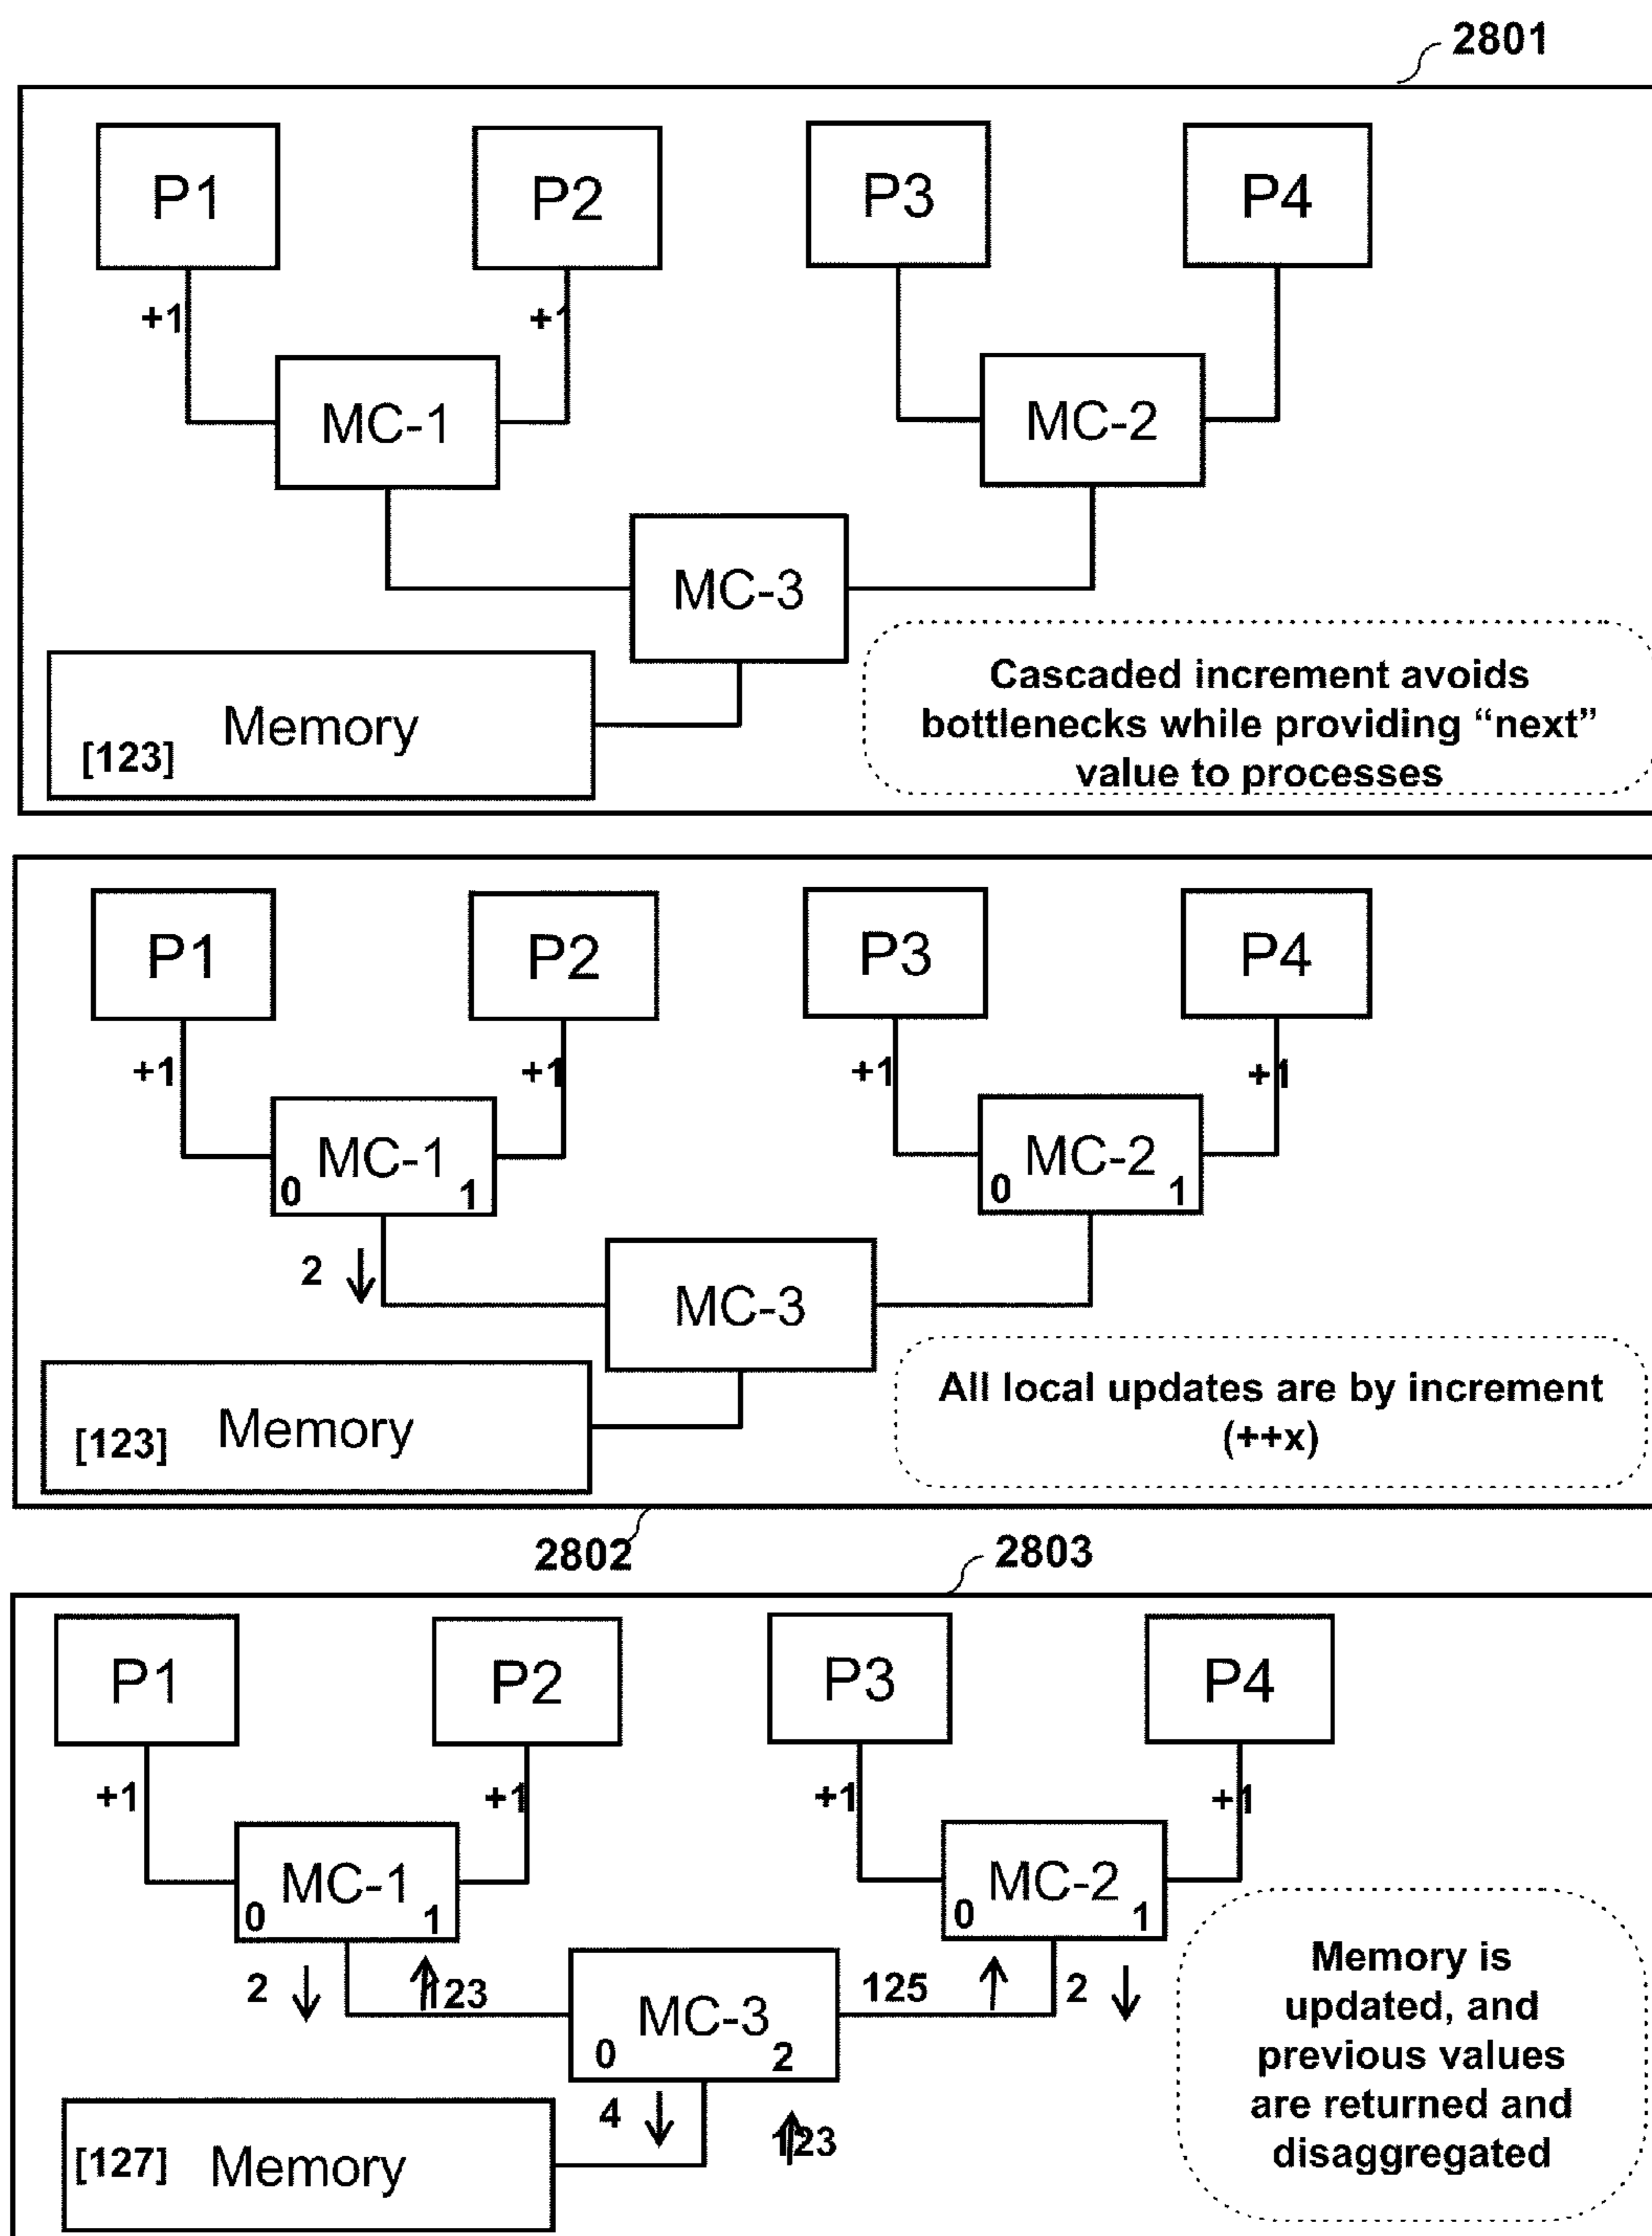 2801
P1
P2
P3
P4
+1
+1
MC-1
MC-2
MC-3
Memory
[123]
Cascaded increment avoids
bottlenecks while providing “next”
value to processes
P1
P2
P3
P4
+1
+1
+1
+1
MC-1
0
1
MC-2
0
1
2
MC-3
[123]
Memory
All local updates are by increment
(++x)
2802
2803
P1
P2
P3
P4
+1
+1
+1
+1
MC-1
0
1
MC-2
0
1
2
123
125
2
MC-3
0
2
4
123
[127]
Memory
Memory is
updated, and
previous values
are returned and
disaggregated